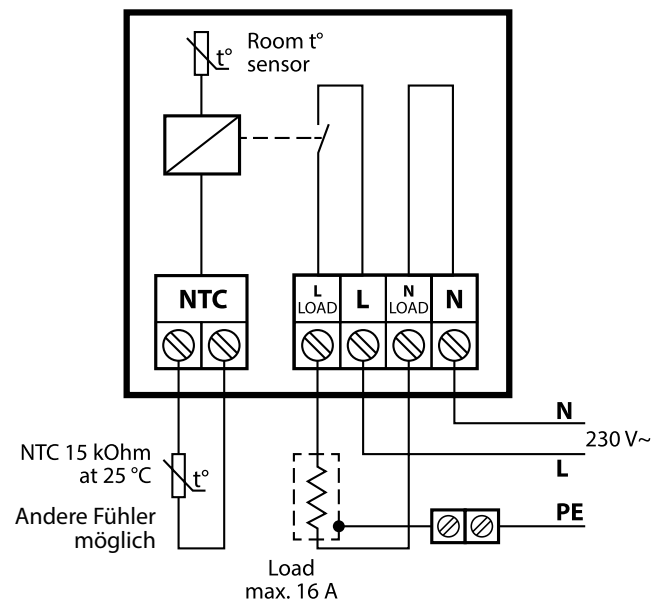 Room t°
sensor
t°
NTC
L
LOAD
L
N
LOAD
N
N
230 V~
L
PE
NTC 15 kOhm
at 25 °C
t°
Andere Fühler
möglich
Load
max. 16 A